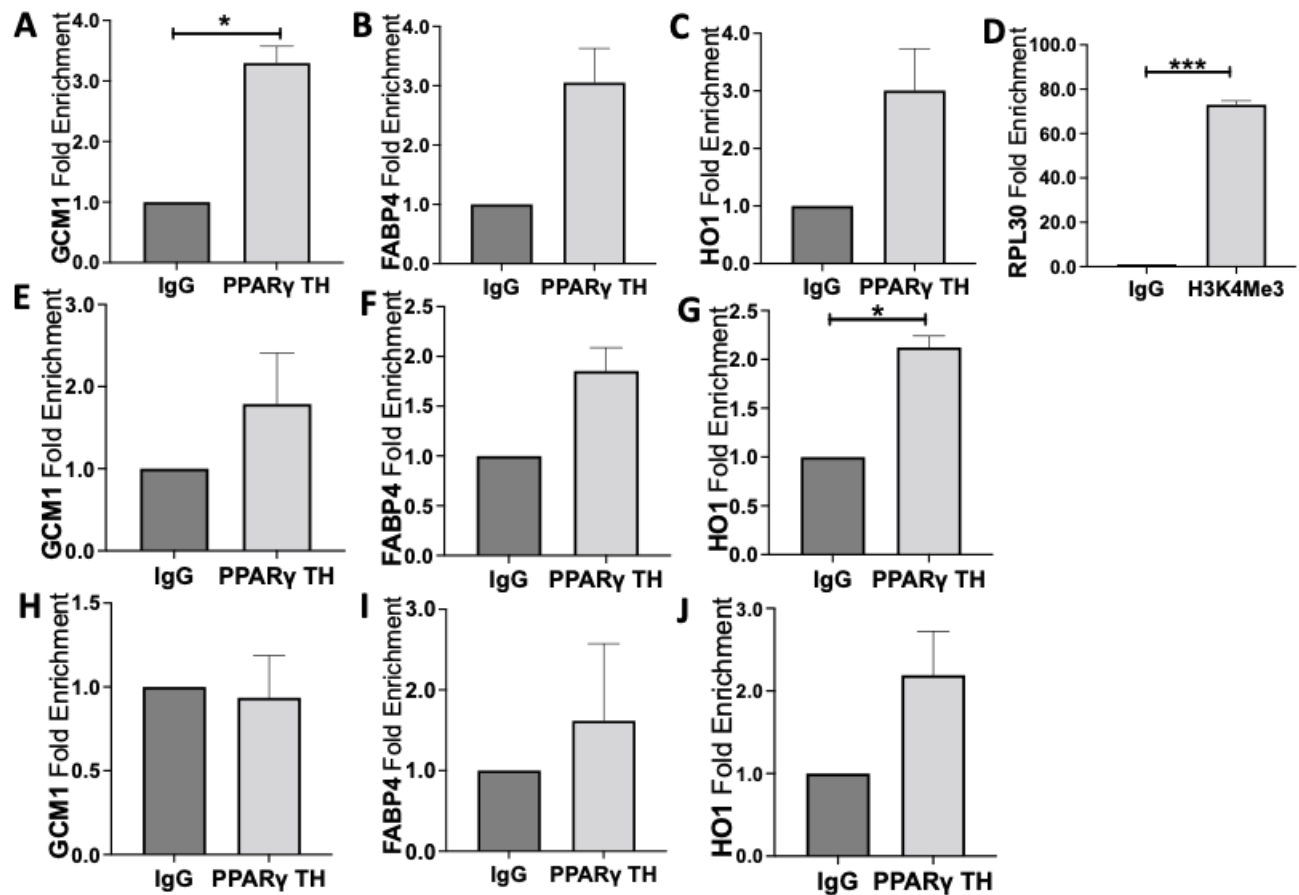 A
GCM1 Fold Enrichment
4.0
3.0
2.0
1.0
0.0
*
IgG PPARγ TH
B
FABP4 Fold Enrichment
4.0
3.0
2.0
1.0
0.0
IgG PPARγ TH
C
HO1 Fold Enrichment
4.0
3.0
2.0
1.0
0.0
IgG PPARγ TH
D
RPL30 Fold Enrichment
100.0
80.0
60.0
40.0
20.0
0.0
***
IgG H3K4Me3
E
GCM1 Fold Enrichment
3.0
2.0
1.0
0.0
IgG PPARγ TH
F
FABP4 Fold Enrichment
2.5
2.0
1.5
1.0
0.5
0.0
IgG PPARγ TH
G
HO1 Fold Enrichment
2.5
2.0
1.5
1.0
0.5
0.0
*
IgG PPARγ TH
H
GCM1 Fold Enrichment
1.5
1.0
0.5
0.0
IgG PPARγ TH
I
FABP4 Fold Enrichment
3.0
2.0
1.0
0.0
IgG PPARγ TH
J
HO1 Fold Enrichment
3.0
2.0
1.0
0.0
IgG PPARγ TH